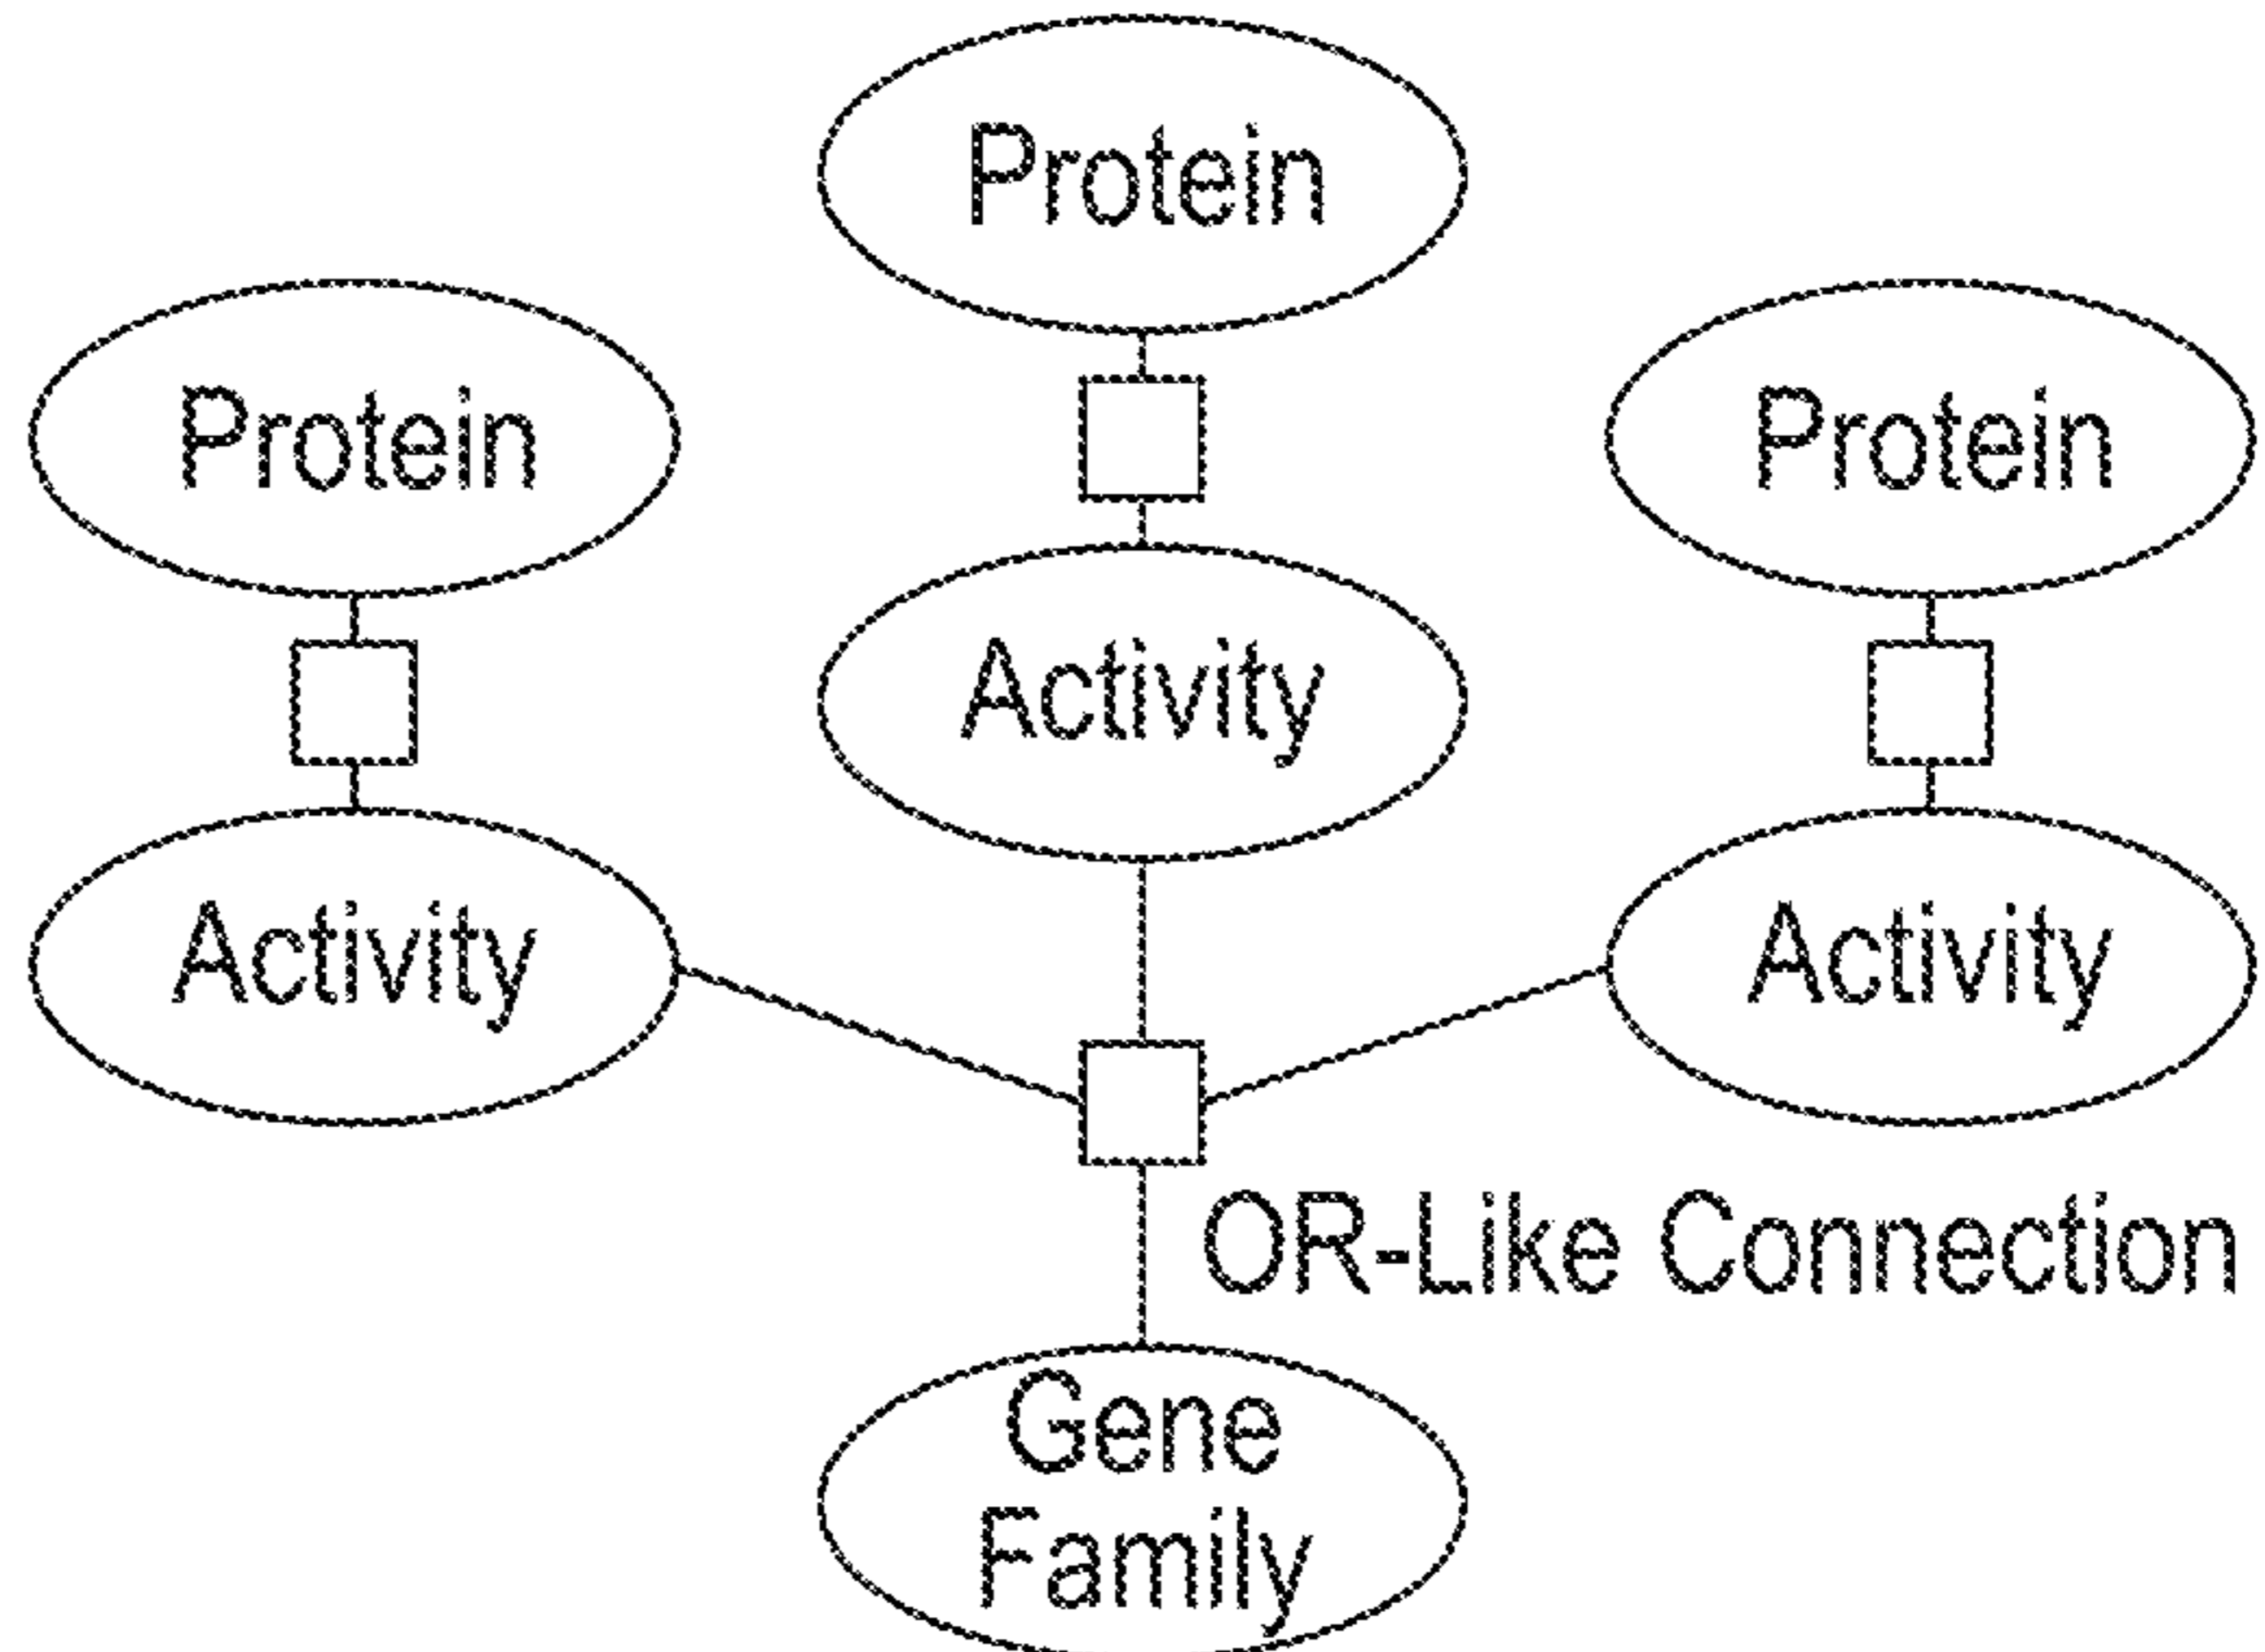 Protein
Protein
Protein
Activity
Activity
Activity
OR-Like Connection
Gene
Family